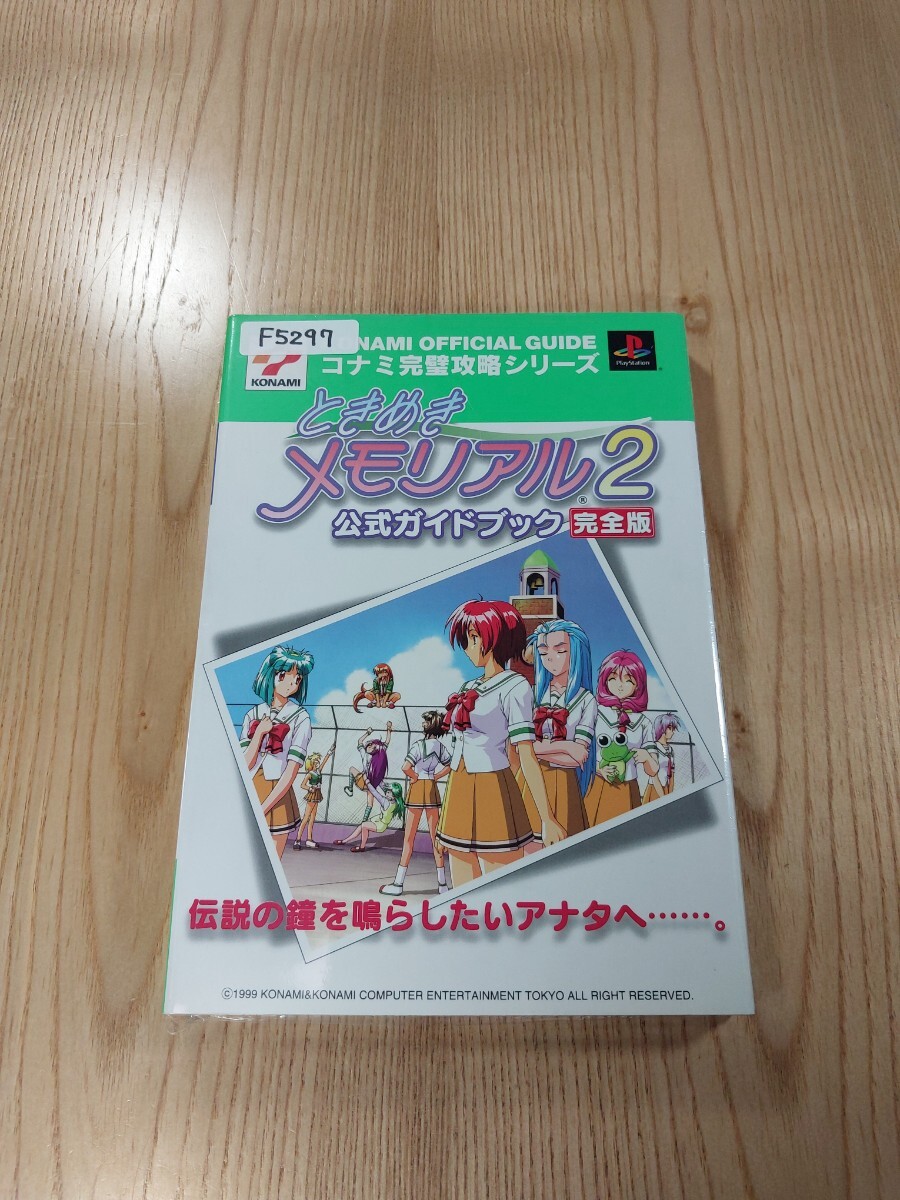 F5297
KONAMI OFFICIAL GUIDE
コナミ完璧攻略シリーズ
KONAMI
PlayStation
ときめき
メモリアル2
®
公式ガイドブック 完全版
伝説の鐘を鳴らしたいアナタへ……。
©1999 KONAMI&KONAMI COMPUTER ENTERTAINMENT TOKYO ALL RIGHT RESERVED.